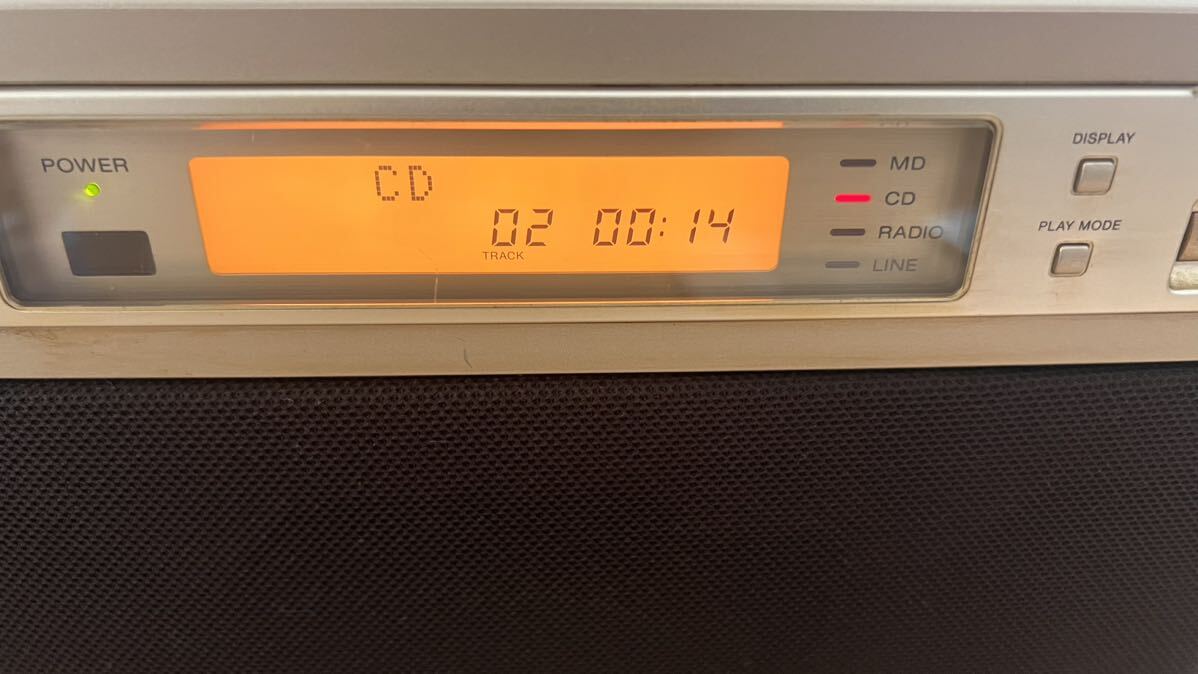 POWER
CD
02 00:14
TRACK
MD
CD
RADIO
LINE
DISPLAY
PLAY MODE